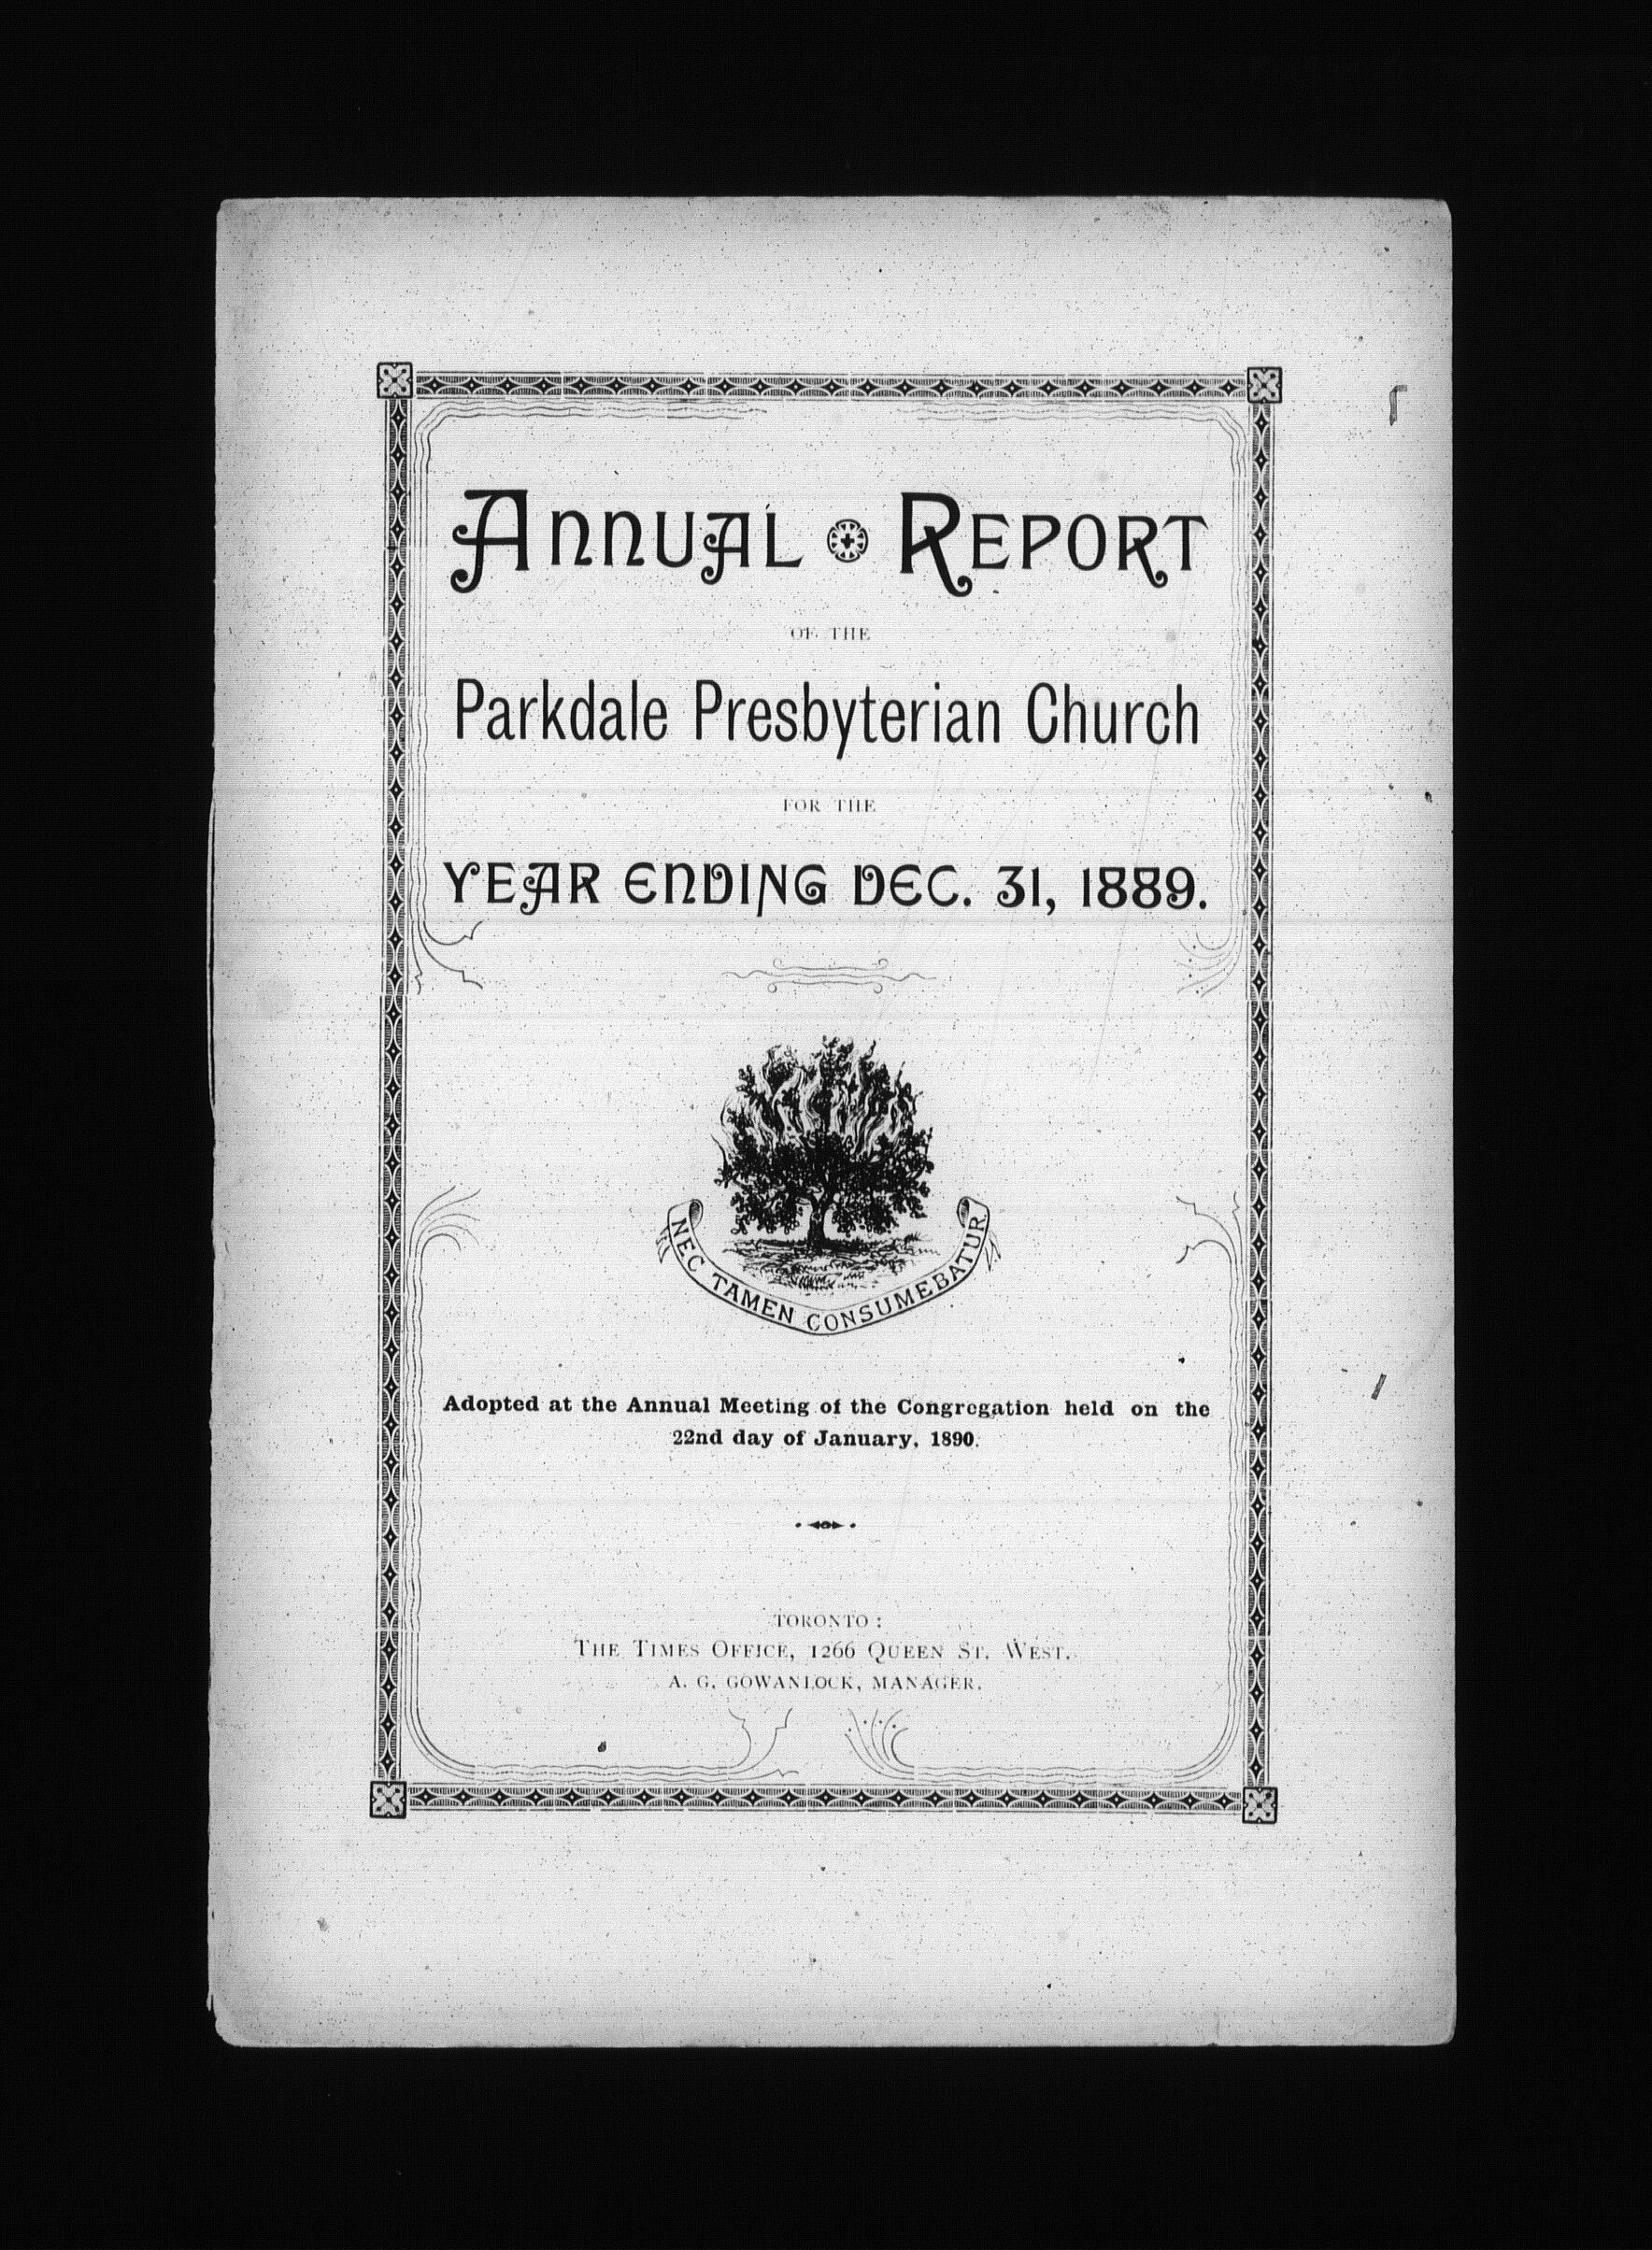 ANNUAL REPORT
OF THE
Parkdale Presbyterian Church
FOR THE
YEAR ENDING DEC. 31, 1889.
NEC TAMEN CONSUMEBATUR
Adopted at the Annual Meeting of the Congregation held on the
22nd day of January, 1890.
TORONTO :
THE TIMES OFFICE, 1266 QUEEN ST. WEST.
A. G. GOWANLOCK, MANAGER.